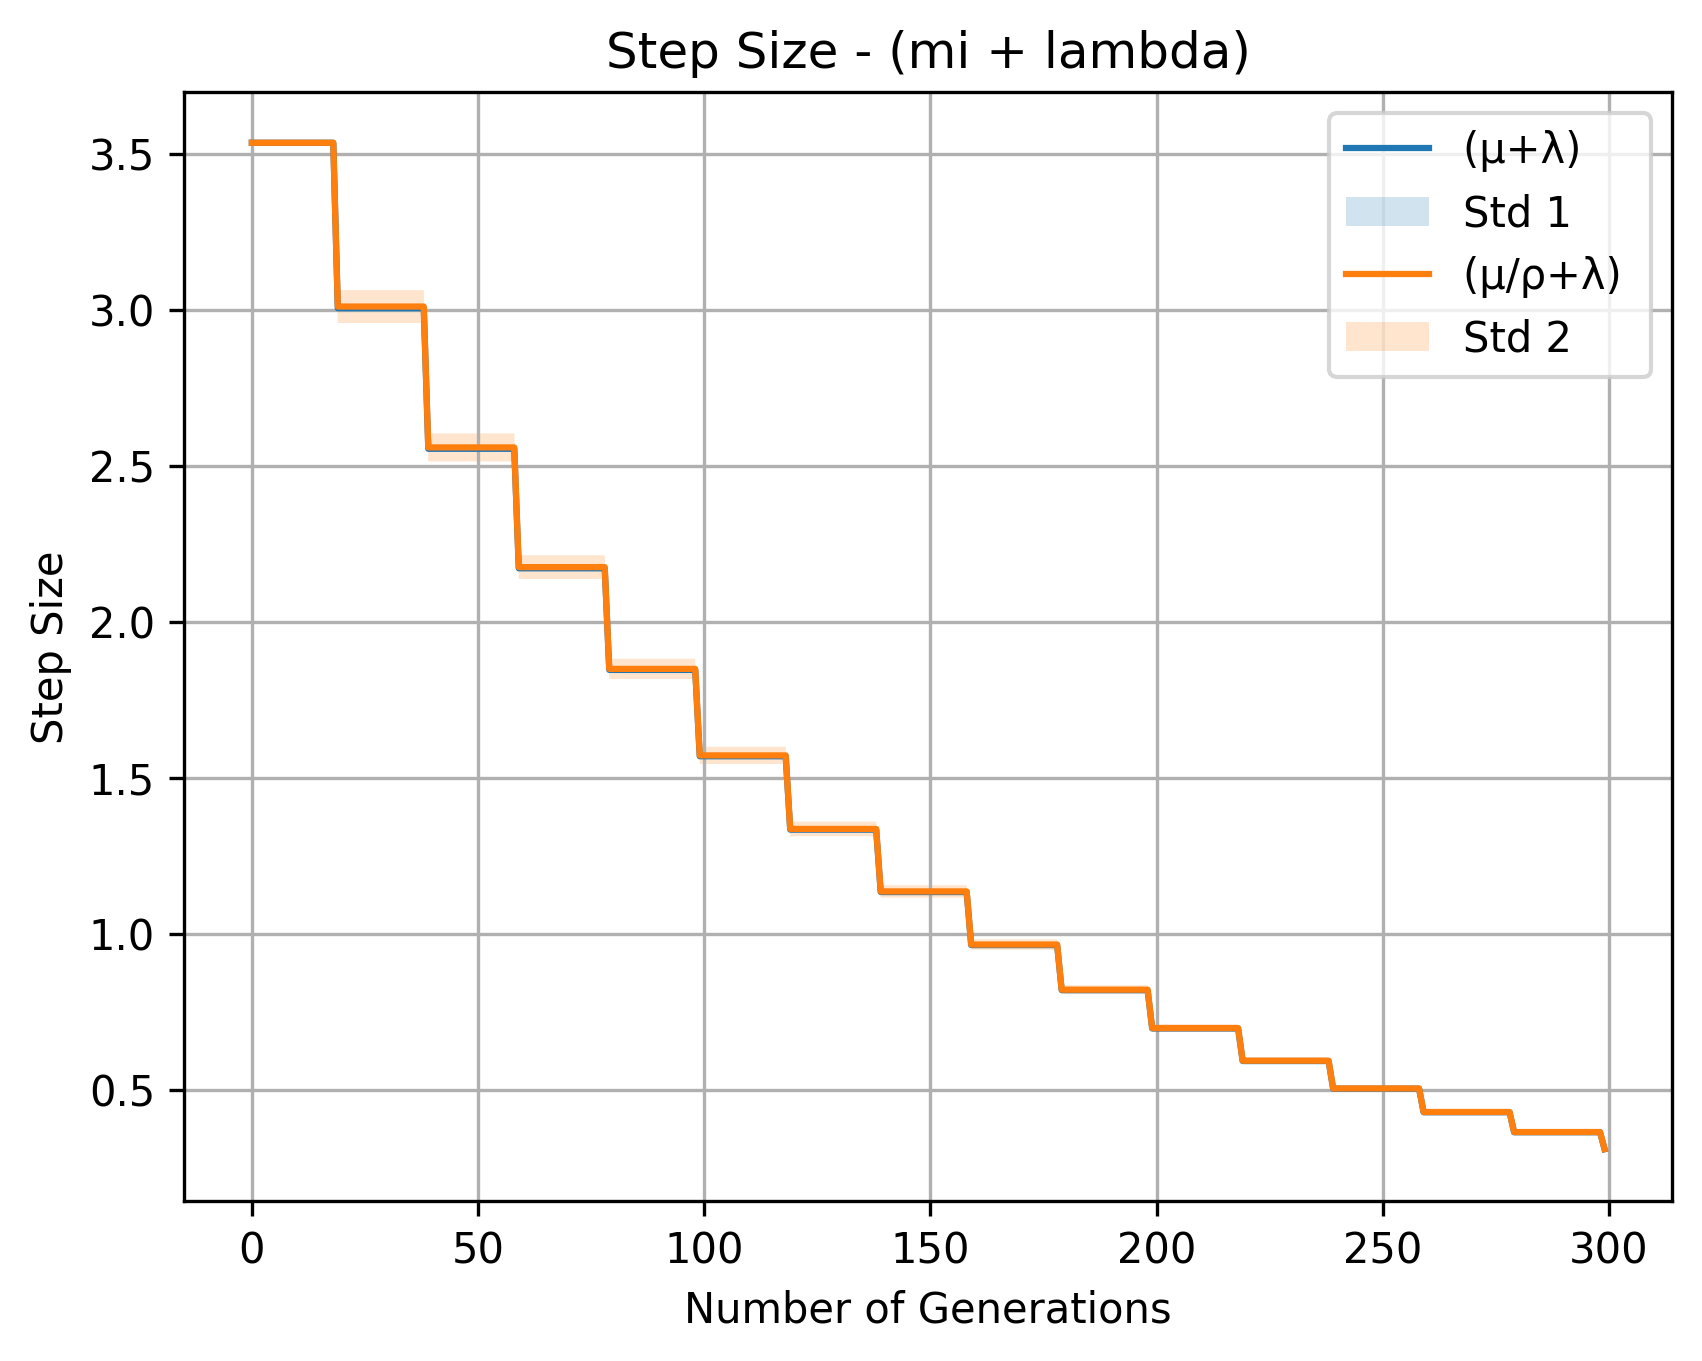 Step Size - (mi + lambda)
(μ+λ)
Std 1
(μ/ρ+λ)
Std 2
3.5
3.0
2.5
2.0
1.5
1.0
0.5
Step Size
0 50 100 150 200 250 300
Number of Generations